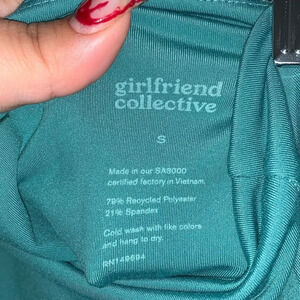 girlfriend
collective
S
Made in our SA8000
certified factory in Vietnam.
79% Recycled Polyester
21% Spandex
Cold wash with like colors
and hang to dry.
RN149694